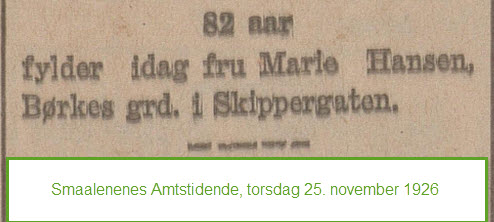 82 aar
fylder idag fru Marie Hansen,
Børkes grd. i Skippergaten.
Smaalenenes Amtstidende, torsdag 25. november 1926